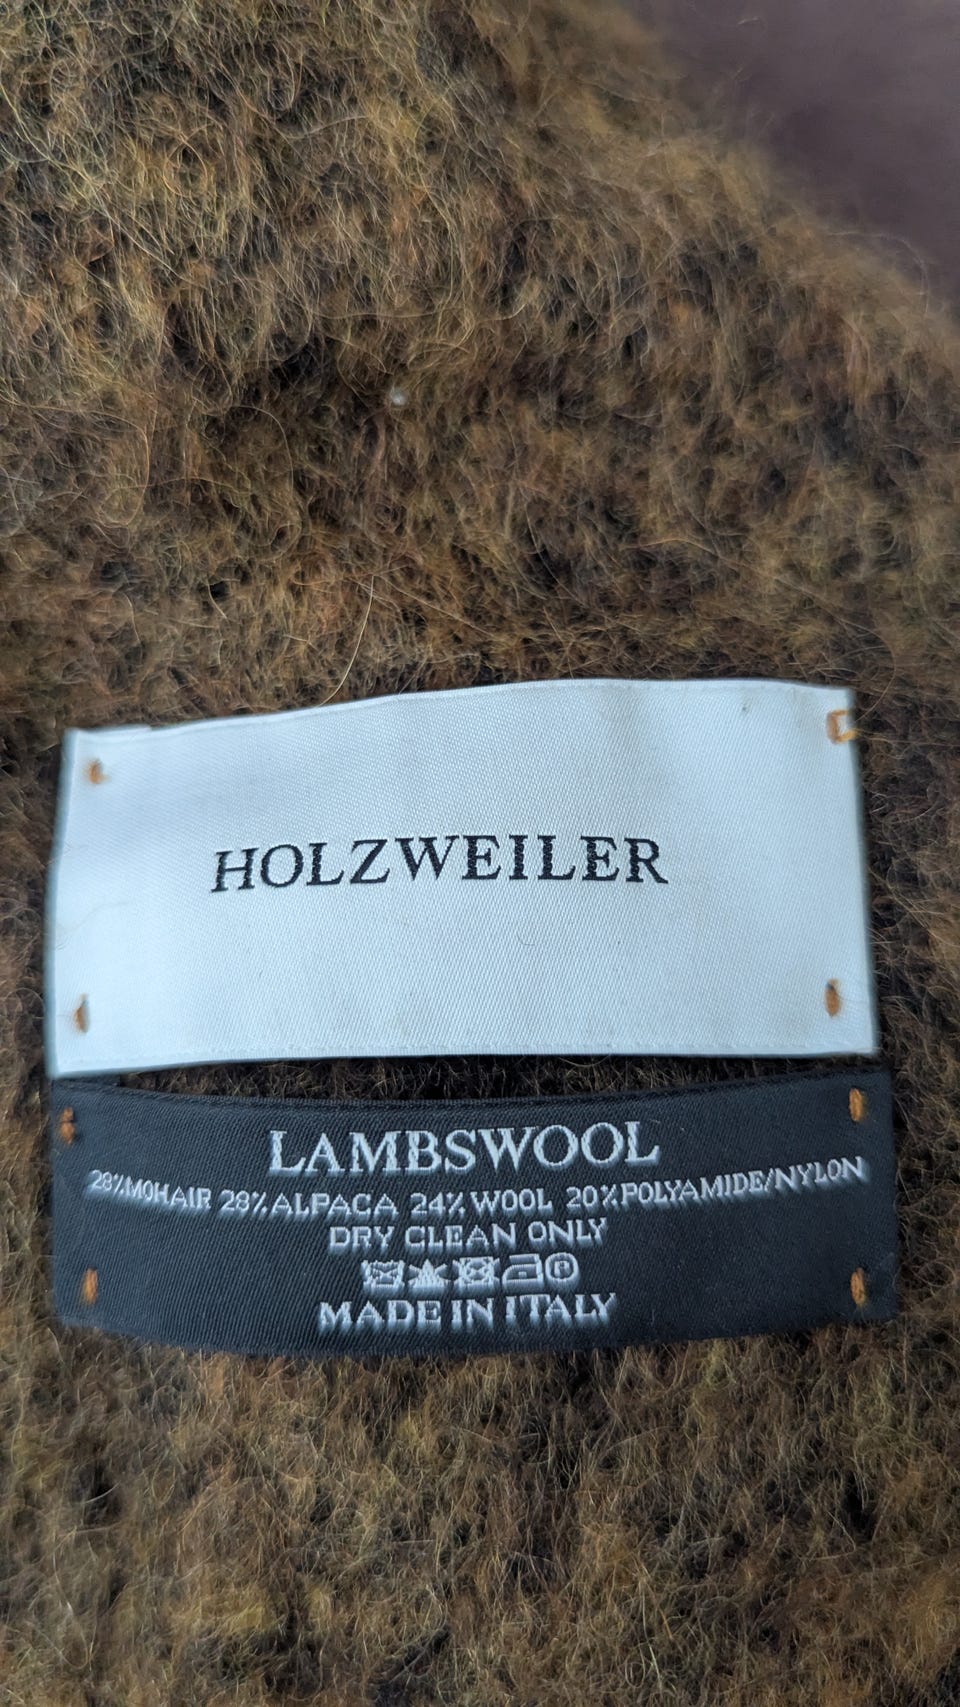 HOLZWEILER
LAMBSWOOL
28% MOHAIR 28% ALPACA 24% WOOL 20% POLYAMIDE/NYLON
DRY CLEAN ONLY
P
MADE IN ITALY